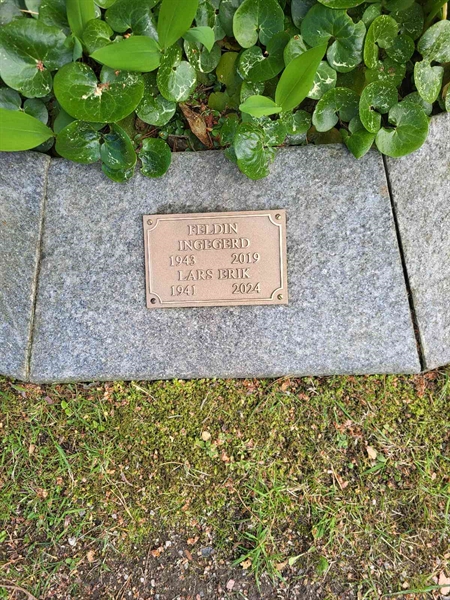 FELDIN
INGEGERD
1943 2019
LARS ERIK
1941 2024